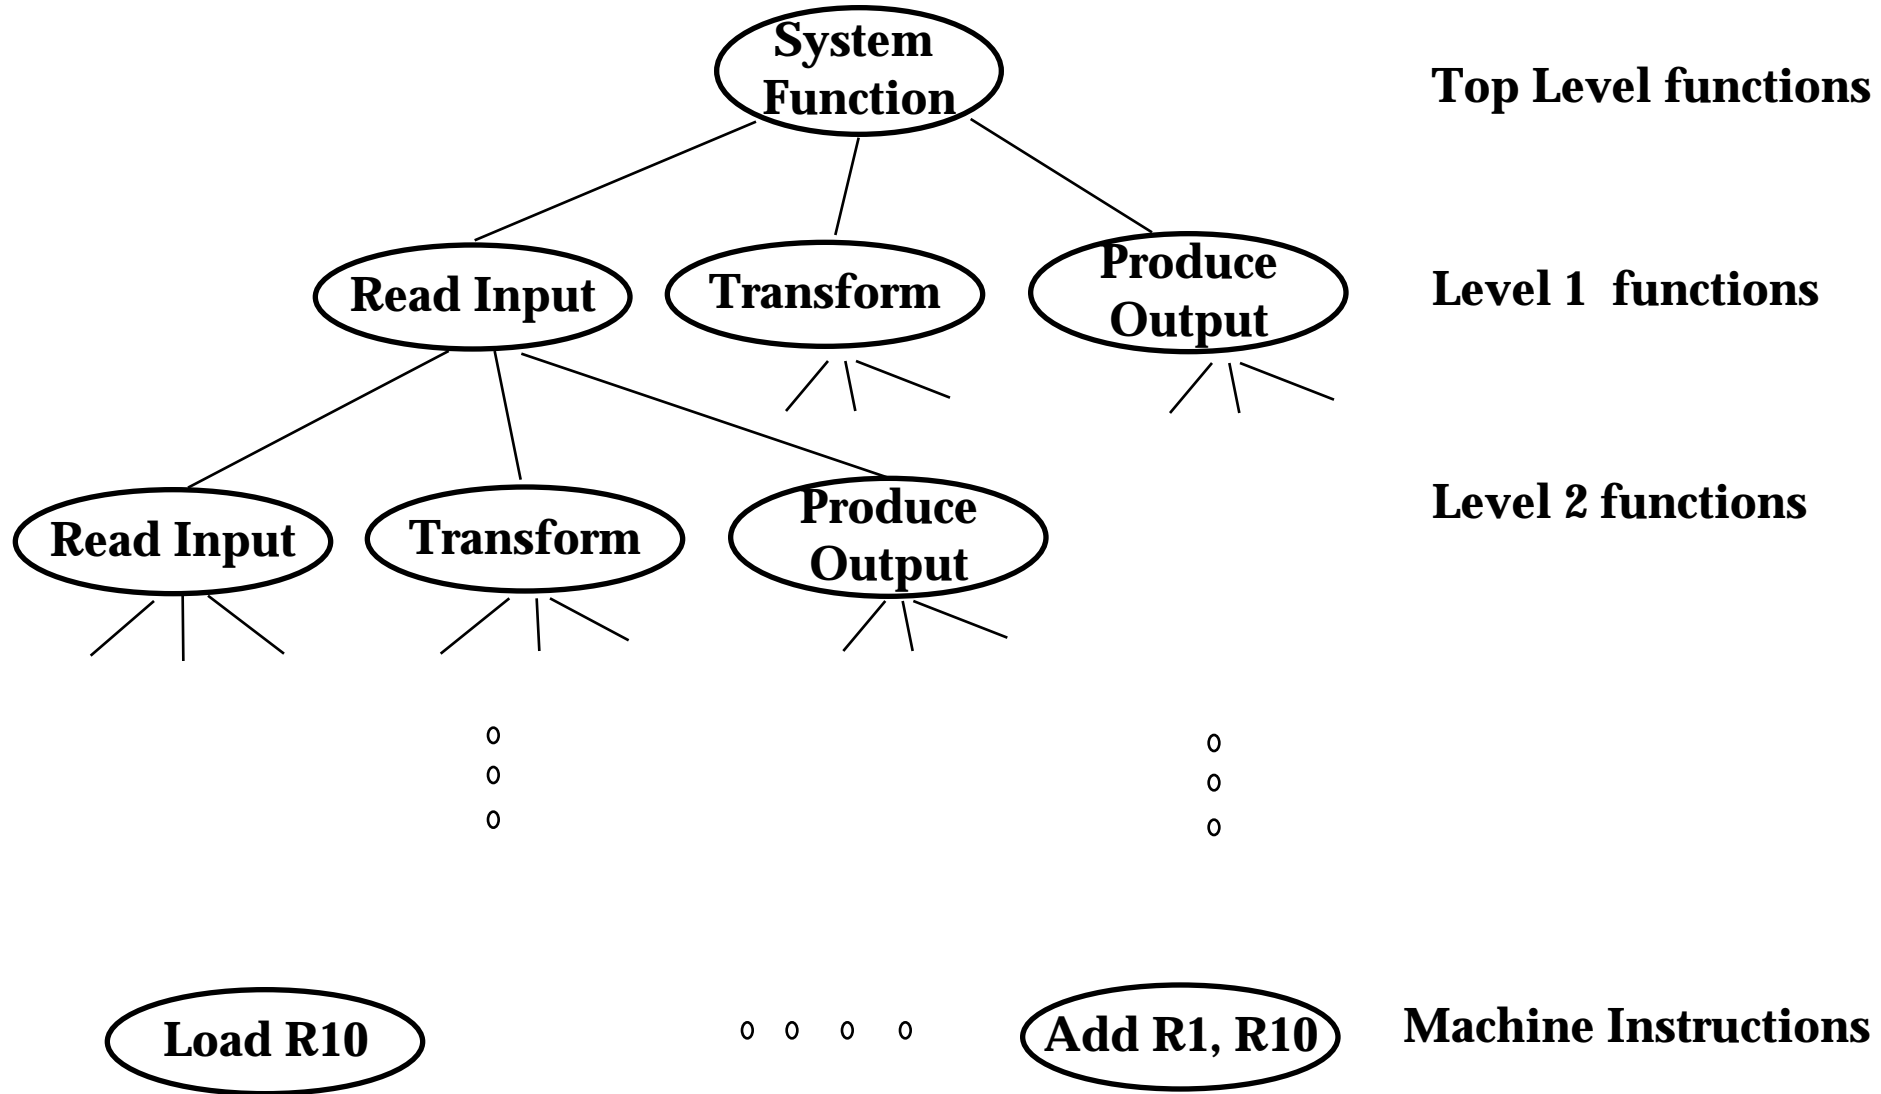 System
Function
Top Level functions
Read Input
Transform
Produce
Output
Level 1 functions
Read Input
Transform
Produce
Output
Level 2 functions
Load R10
Add R1, R10
Machine Instructions